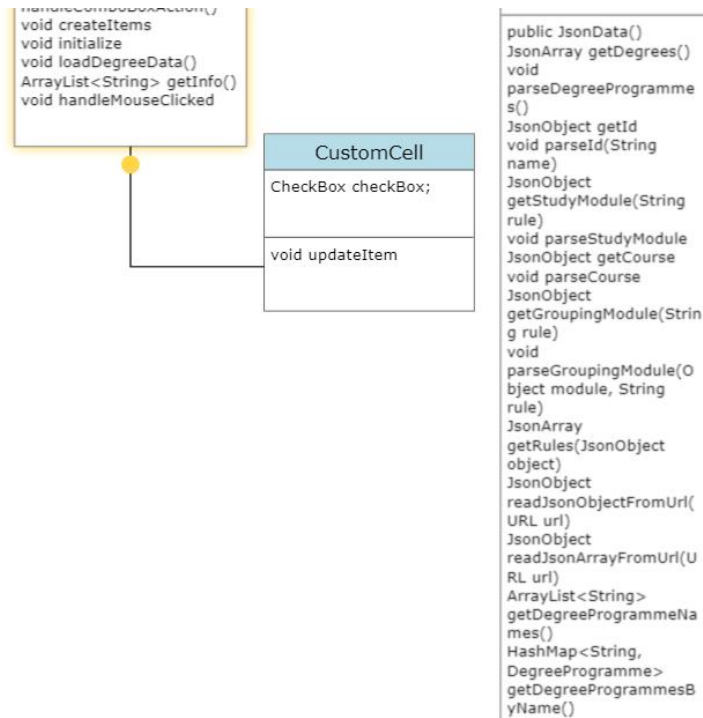 handleComboBoxAction()
void createItems
void initialize
void loadDegreeData()
ArrayList<String> getInfo()
void handleMouseClicked
CustomCell
CheckBox checkBox;
void updateItem
public JsonData()
JsonArray getDegrees()
void
parseDegreeProgramme
s()
JsonObject getId
void parseId(String
name)
JsonObject
getStudyModule(String
rule)
void parseStudyModule
JsonObject getCourse
void parseCourse
JsonObject
getGroupingModule(Strin
g rule)
void
parseGroupingModule(O
bject module, String
rule)
JsonArray
getRules(JsonObject
object)
JsonObject
readJsonObjectFromUrl(
URL url)
JsonObject
readJsonArrayFromUrl(U
RL url)
ArrayList<String>
getDegreeProgrammeNa
mes()
HashMap<String,
DegreeProgramme>
getDegreeProgrammesB
yName()